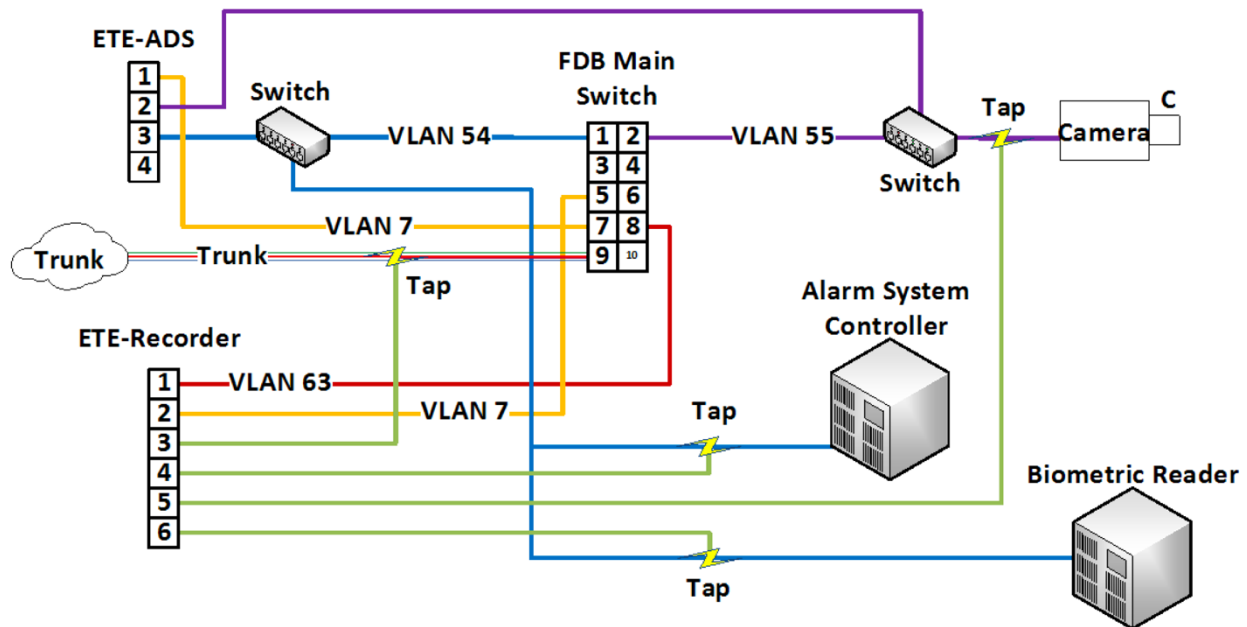 ETE-ADS
1
2
3
4
Switch
FDB Main
Switch
1 2
3 4
5 6
7 8
9 10
VLAN 54
VLAN 55
Switch
Tap
Camera
C
VLAN 7
Trunk
Trunk
Tap
ETE-Recorder
1
2
3
4
5
6
VLAN 63
VLAN 7
Alarm System
Controller
Tap
Biometric Reader
Tap